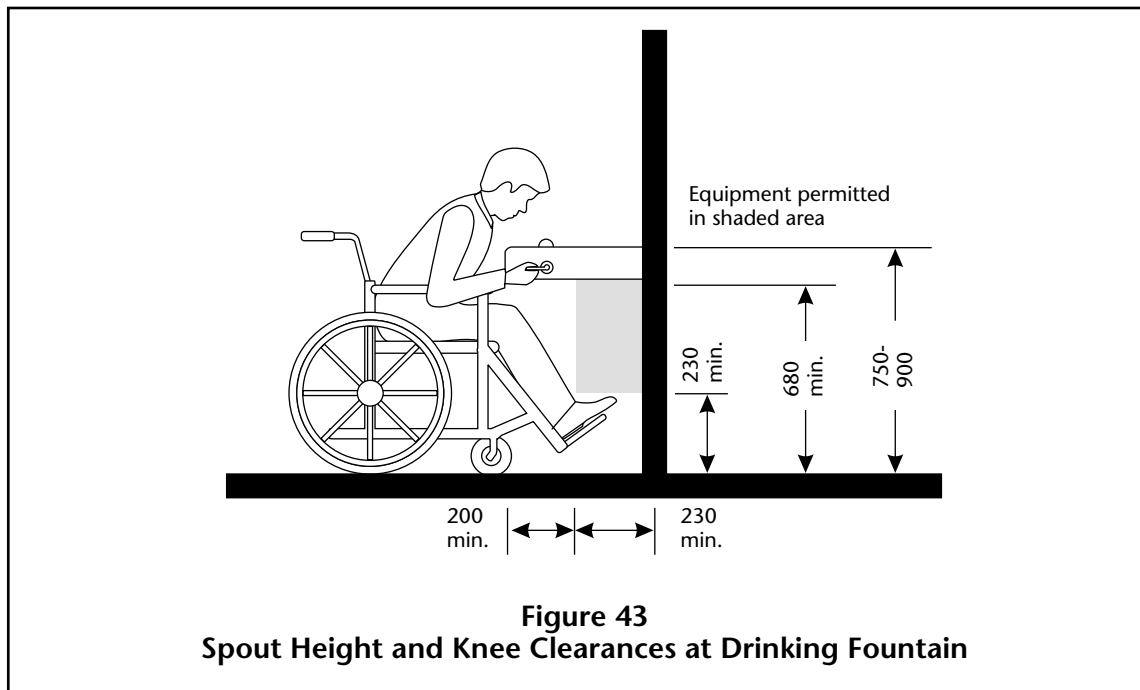 Equipment permitted
in shaded area
230
min.
680
min.
750-
900
200
min.
230
min.
Figure 43
Spout Height and Knee Clearances at Drinking Fountain